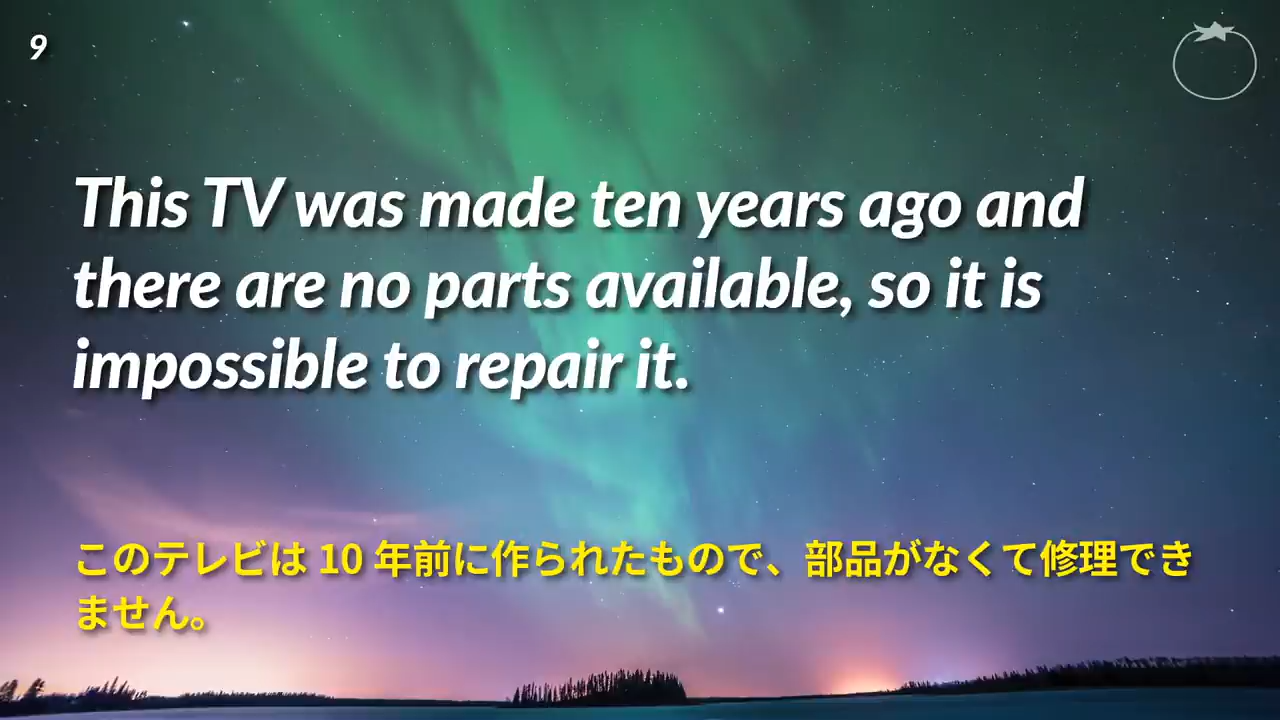 9
This TV was made ten years ago and
there are no parts available, so it is
impossible to repair it.
このテレビは 10 年前に作られたもので、部品がなくて修理でき
ません。